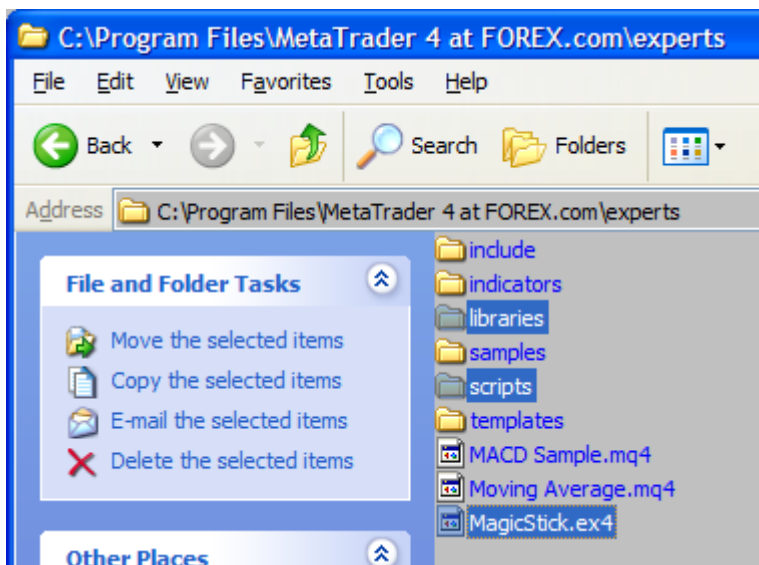 C:\Program Files\MetaTrader 4 at FOREX.com\experts
File Edit View Favorites Tools Help
Back Search Folders
Address C:\Program Files\MetaTrader 4 at FOREX.com\experts
File and Folder Tasks
Move the selected items
Copy the selected items
E-mail the selected items
Delete the selected items
Other Places
include
indicators
libraries
samples
scripts
templates
MACD Sample.mq4
Moving Average.mq4
MagicStick.ex4